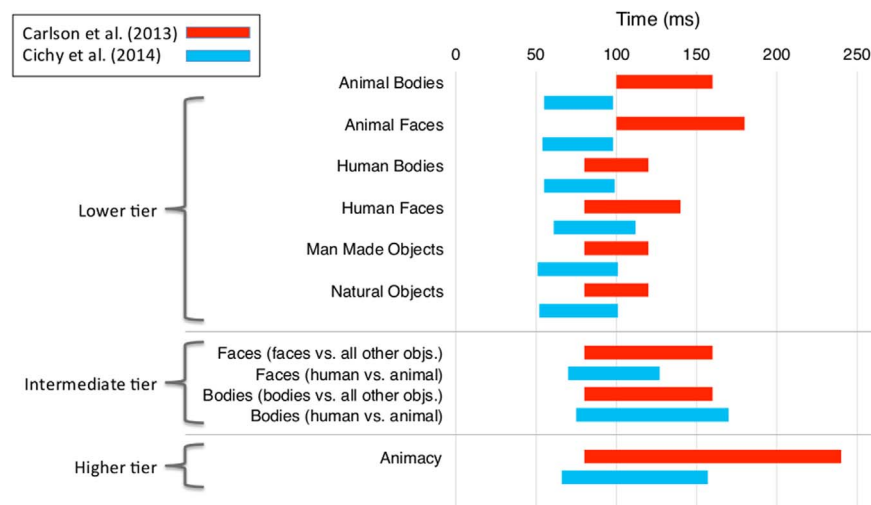 Time (ms)
Carlson et al. (2013)
Cichy et al. (2014)
0 50 100 150 200 250
Animal Bodies
Animal Faces
Human Bodies
Lower tier
Human Faces
Man Made Objects
Natural Objects
Faces (faces vs. all other objs.)
Faces (human vs. animal)
Intermediate tier
Bodies (bodies vs. all other objs.)
Bodies (human vs. animal)
Higher tier
Animacy